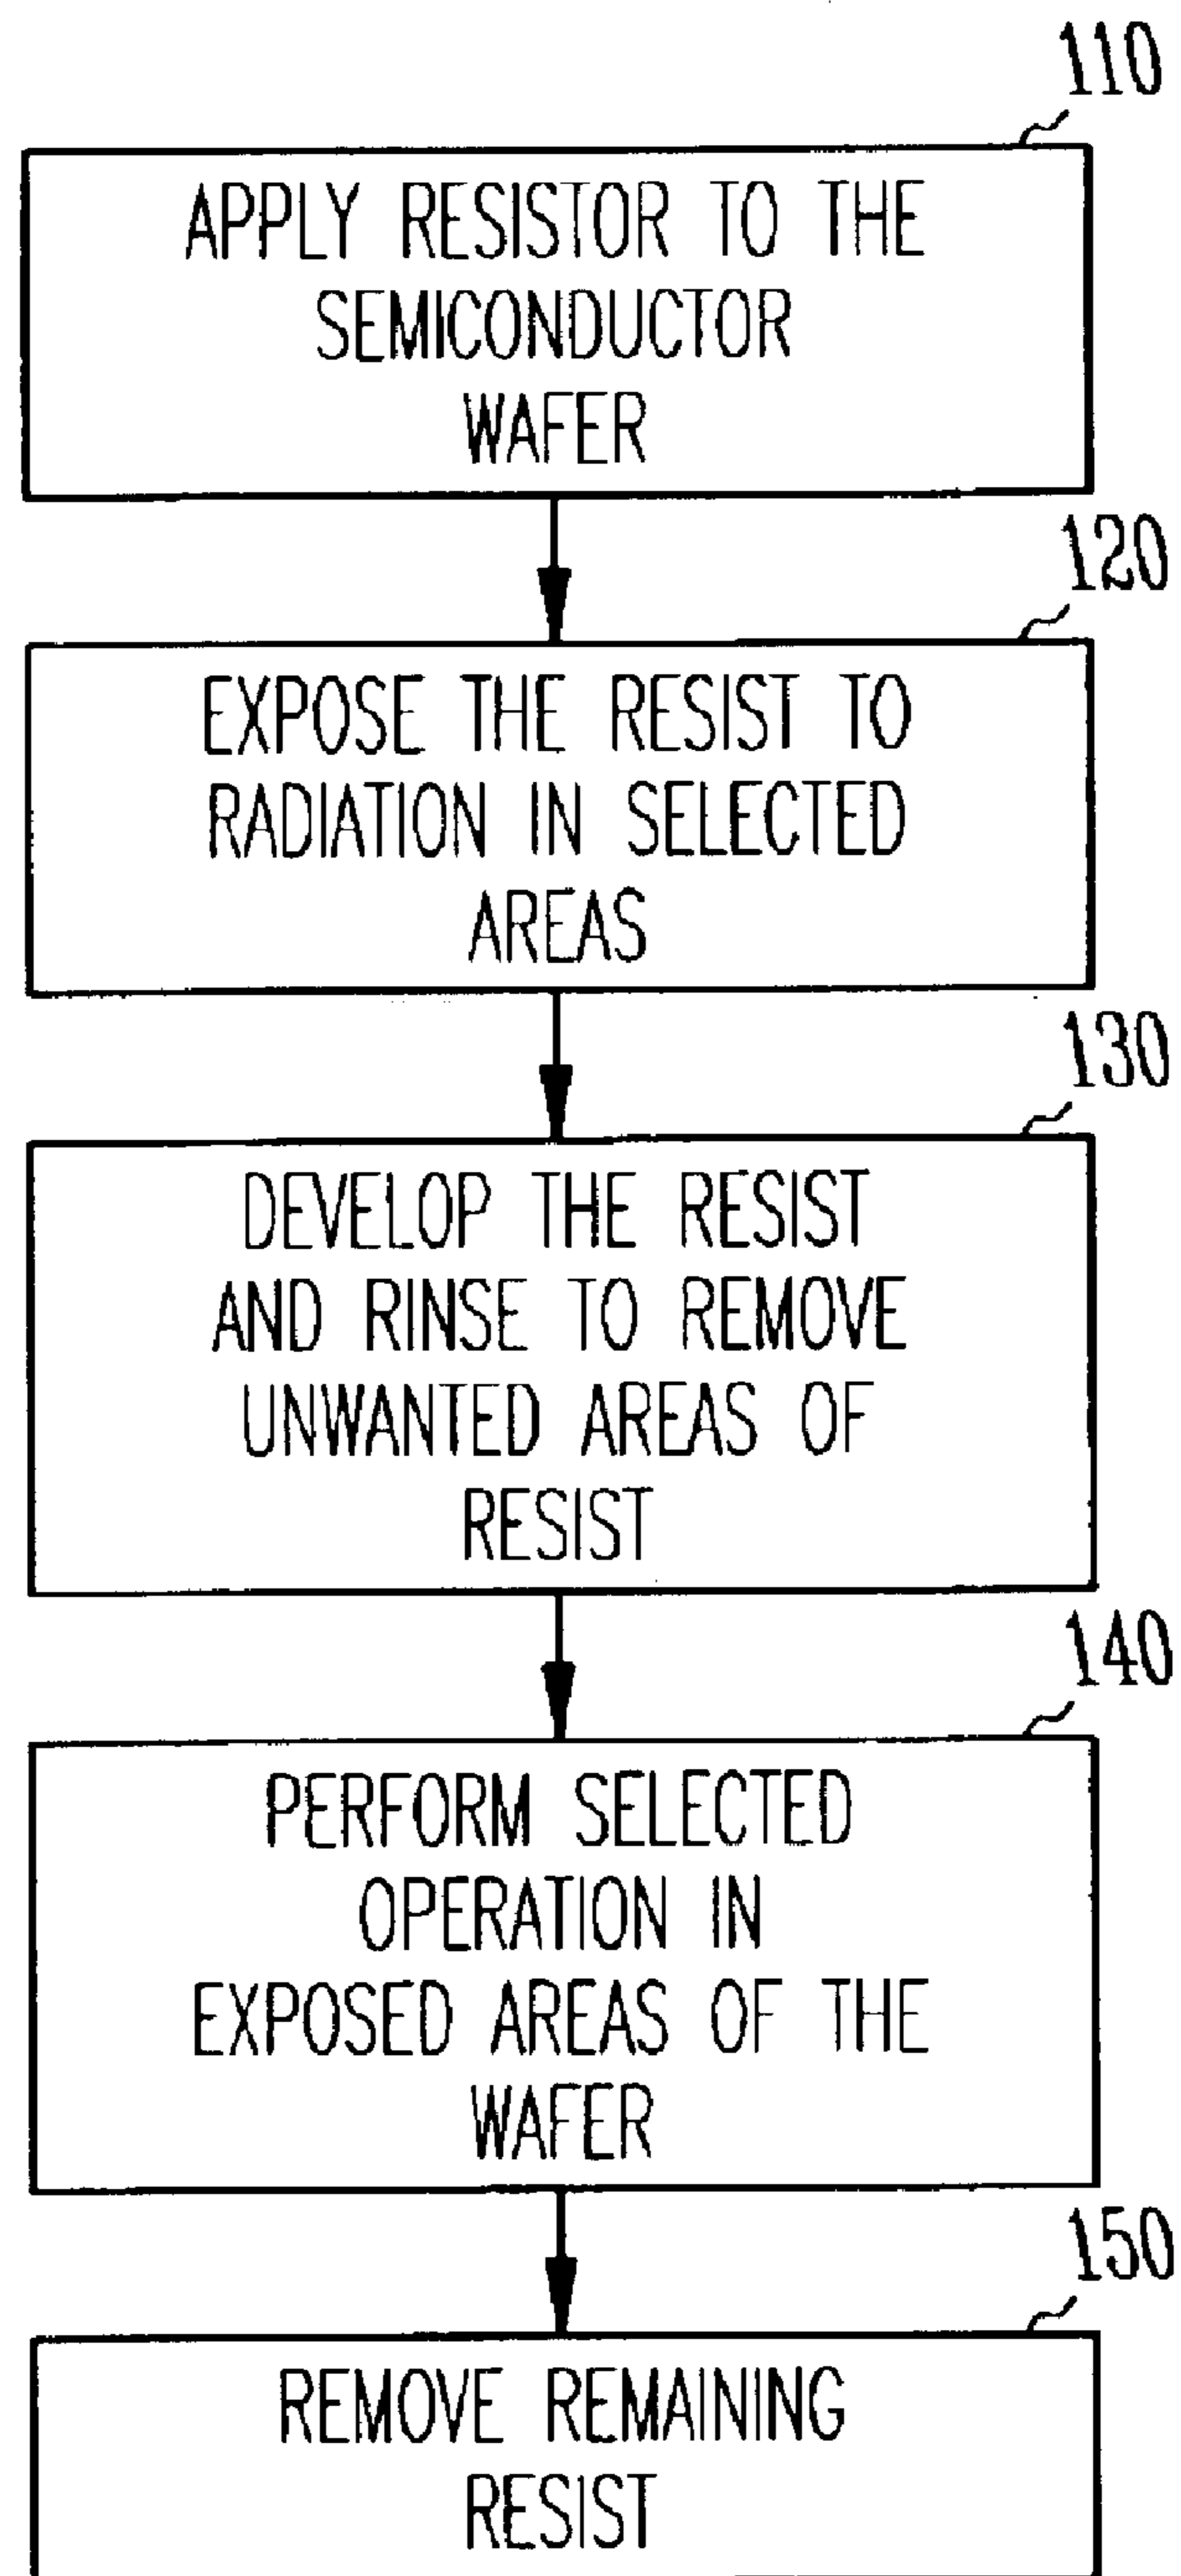 110
APPLY RESISTOR TO THE
SEMICONDUCTOR
WAFER
120
EXPOSE THE RESIST TO
RADIATION IN SELECTED
AREAS
130
DEVELOP THE RESIST
AND RINSE TO REMOVE
UNWANTED AREAS OF
RESIST
140
PERFORM SELECTED
OPERATION IN
EXPOSED AREAS OF THE
WAFER
150
REMOVE REMAINING
RESIST